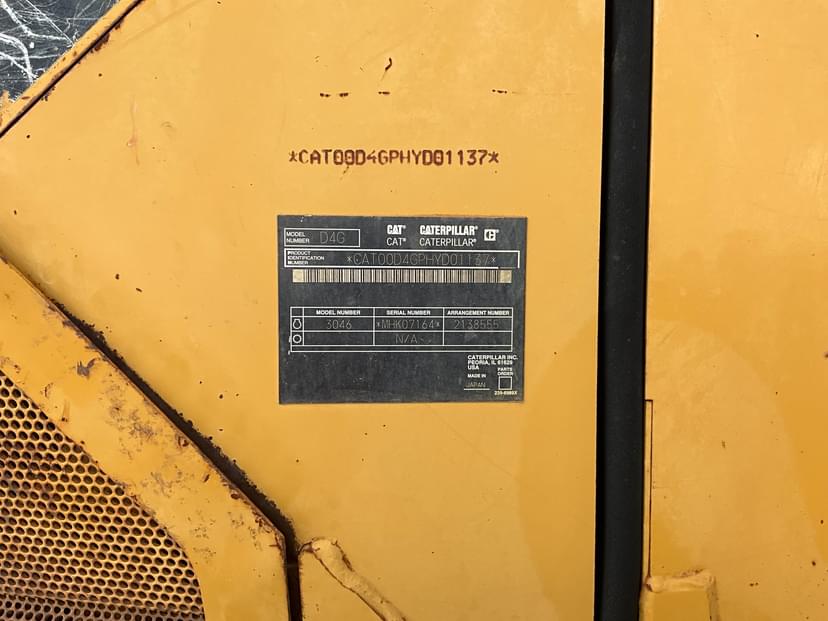 *CAT00D4GPHYD01137*
MODEL NUMBER D4G
CAT® CATERPILLAR®
CAT® CATERPILLAR®
PRODUCT IDENTIFICATION NUMBER *CAT00D4GPHYD01137*
MODEL NUMBER SERIAL NUMBER ARRANGEMENT NUMBER
3046 *MHK07164* 2138555
N/A
CATERPILLAR INC.
PEORIA, IL 61629
USA
MADE IN JAPAN
PARTS ORDER